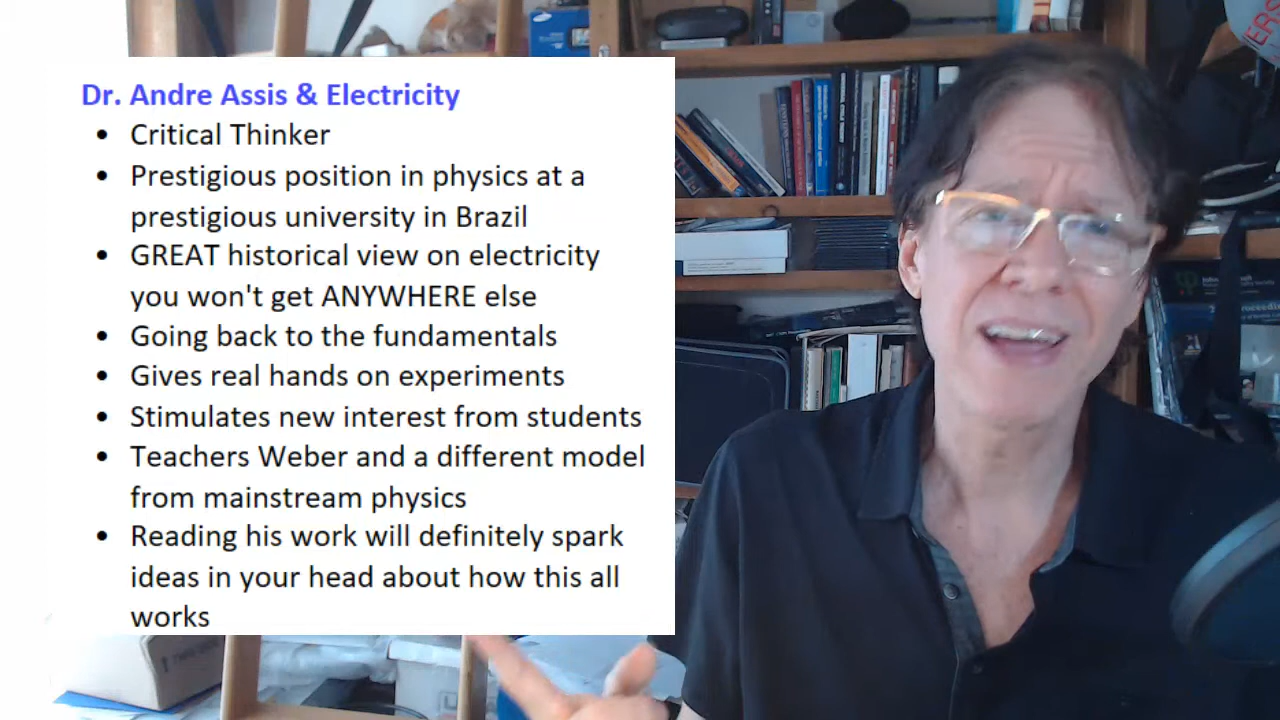 Dr. Andre Assis & Electricity
• Critical Thinker
• Prestigious position in physics at a
prestigious university in Brazil
• GREAT historical view on electricity
you won't get ANYWHERE else
• Going back to the fundamentals
• Gives real hands on experiments
• Stimulates new interest from students
• Teachers Weber and a different model
from mainstream physics
• Reading his work will definitely spark
ideas in your head about how this all
works